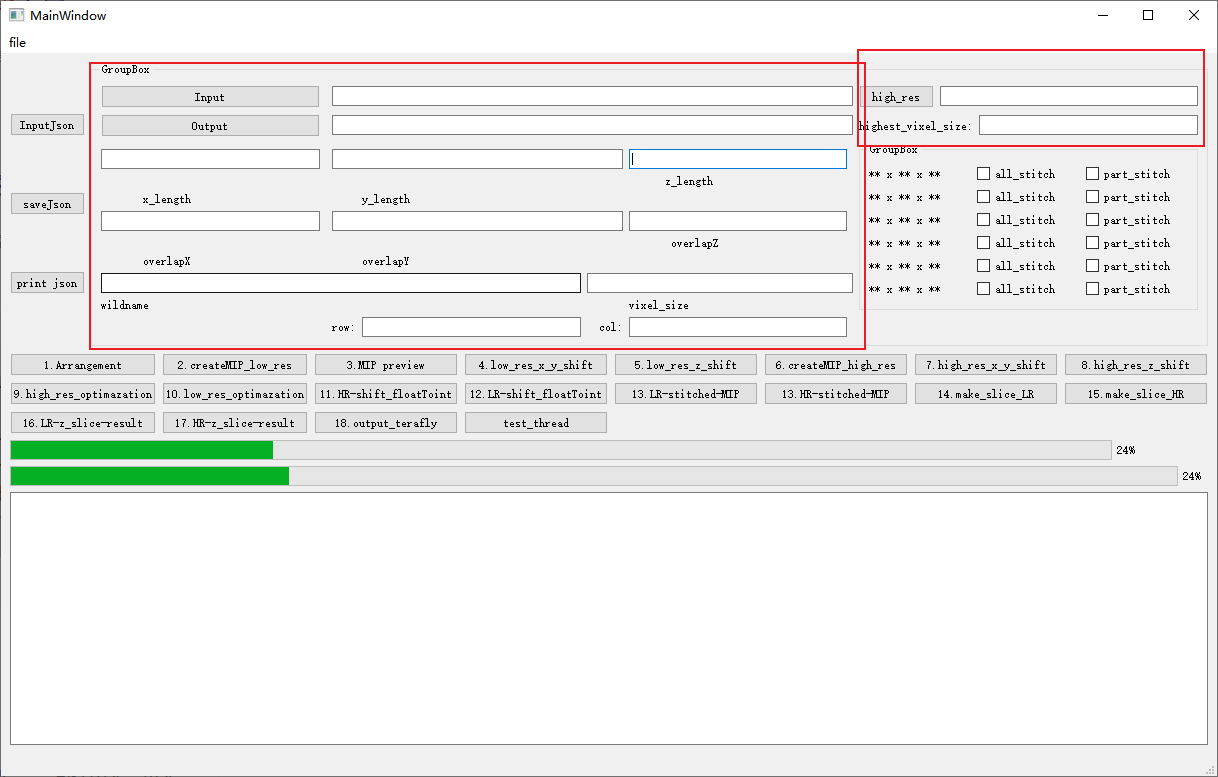 MainWindow
file
GroupBox
Input
high_res
InputJson
Output
highest_vixel_size:
GroupBox
** x ** x ** all_stitch part_stitch
z_length
x_length y_length
** x ** x ** all_stitch part_stitch
saveJson
** x ** x ** all_stitch part_stitch
overlapZ
** x ** x ** all_stitch part_stitch
overlapX overlapY
** x ** x ** all_stitch part_stitch
print json
** x ** x ** all_stitch part_stitch
wildname vixel_size
row: col:
1.Arrangement 2.createMIP_low_res 3.MIP preview 4.low_res_x_y_shift 5.low_res_z_shift 6.createMIP_high_res 7.high_res_x_y_shift 8.high_res_z_shift
9.high_res_optimazation 10.low_res_optomazation 11.HR-shift_floatToint 12.LR-shift_floatToint 13.LR-stitched-MIP 13.HR-stitched-MIP 14.make_slice_LR 15.make_slice_HR
16.LR-z_slice-result 17.HR-z_slice-result 18.output_terafly test_thread
24%
24%